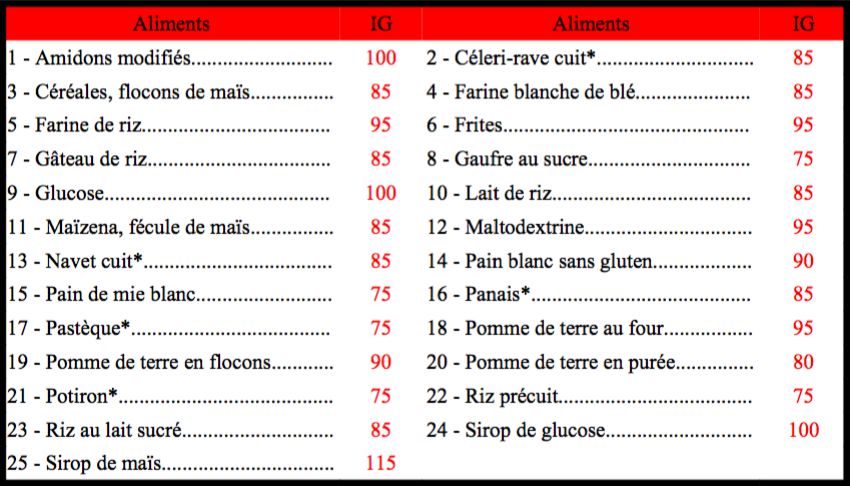 Aliments IG Aliments IG
1 - Amidons modifiés.......................... 100 2 - Céleri-rave cuit*............................. 85
3 - Céréales, flocons de maïs............... 85 4 - Farine blanche de blé..................... 85
5 - Farine de riz................................... 95 6 - Frites.............................................. 95
7 - Gâteau de riz.................................. 85 8 - Gaufre au sucre.............................. 75
9 - Glucose.......................................... 100 10 - Lait de riz..................................... 85
11 - Maïzena, fécule de maïs............... 85 12 - Maltodextrine............................... 95
13 - Navet cuit*................................... 85 14 - Pain blanc sans gluten.................. 90
15 - Pain de mie blanc......................... 75 16 - Panais*......................................... 85
17 - Pastèque*..................................... 75 18 - Pomme de terre au four................ 95
19 - Pomme de terre en flocons........... 90 20 - Pomme de terre en purée.............. 80
21 - Potiron*........................................ 75 22 - Riz précuit.................................... 75
23 - Riz au lait sucré............................ 85 24 - Sirop de glucose........................... 100
25 - Sirop de maïs................................ 115